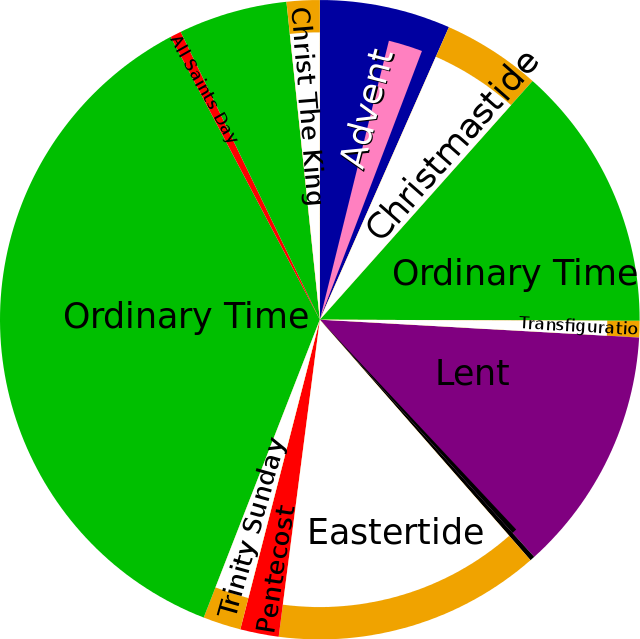 Advent
Christmastide
Ordinary Time
Transfiguratio
Lent
Eastertide
Pentecost
Trinity Sunday
Ordinary Time
All Saints Day
Christ The King